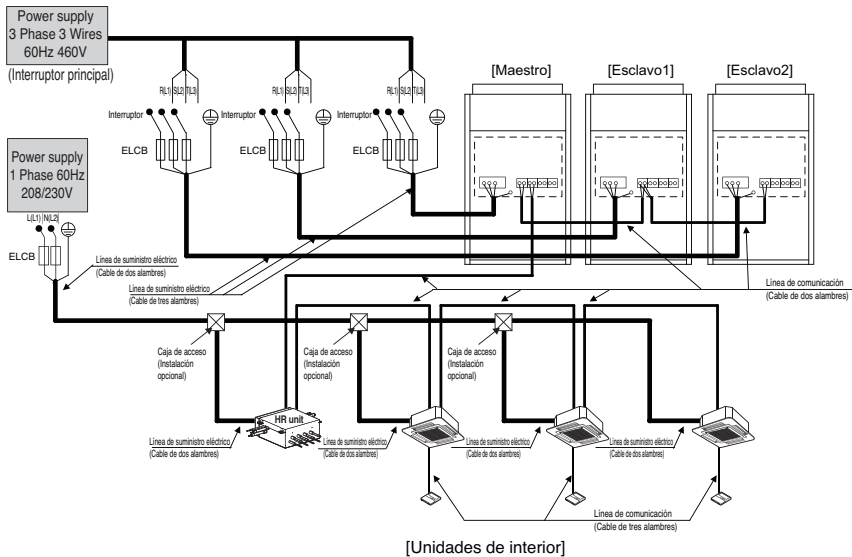 Power supply
3 Phase 3 Wires
60Hz 460V
(Interruptor principal)
R(L1) S(L2) T(L3)
R(L1) S(L2) T(L3)
R(L1) S(L2) T(L3)
[Maestro]
[Esclavo1]
[Esclavo2]
Interruptor
Interruptor
Interruptor
ELCB
ELCB
ELCB
Power supply
1 Phase 60Hz
208/230V
L(L1) N(L2)
ELCB
Línea de suministro eléctrico
(Cable de dos alambres)
Línea de suministro eléctrico
(Cable de tres alambres)
Línea de comunicación
(Cable de dos alambres)
Caja de acceso
(Instalación
opcional)
Caja de acceso
(Instalación
opcional)
Caja de acceso
(Instalación
opcional)
HR unit
Línea de suministro eléctrico
(Cable de dos alambres)
Línea de suministro eléctrico
(Cable de dos alambres)
Línea de suministro eléctrico
(Cable de dos alambres)
Línea de suministro eléctrico
(Cable de dos alambres)
Línea de comunicación
(Cable de tres alambres)
[Unidades de interior]